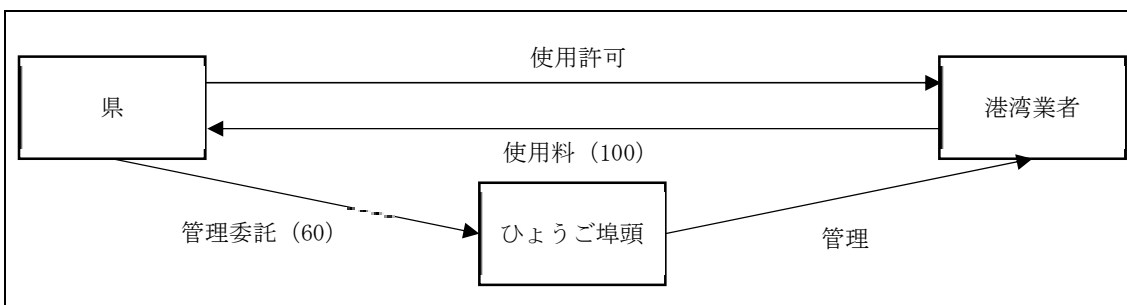 使用許可
県
港湾業者
使用料（100）
管理委託（60）
ひょうご埠頭
管理